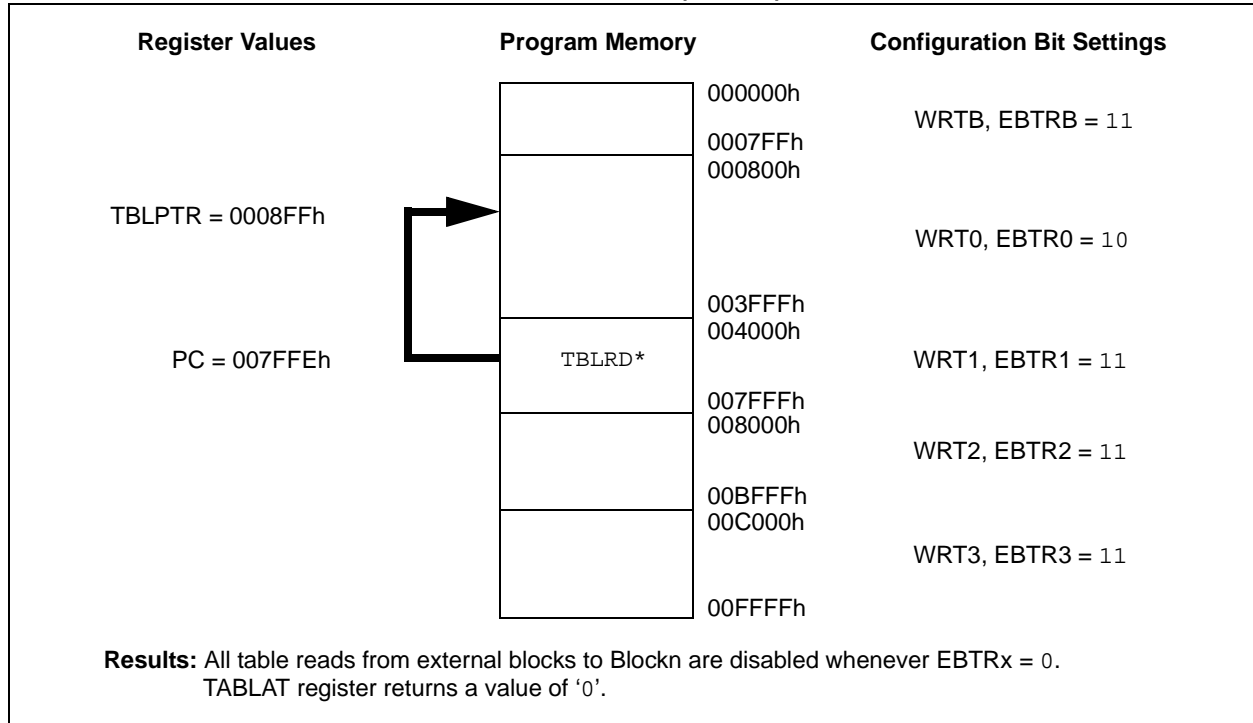 Register Values Program Memory Configuration Bit Settings
000000h
WRTB, EBTRB = 11
0007FFh
000800h
TBLPTR = 0008FFh
WRT0, EBTR0 = 10
003FFFh
004000h
PC = 007FFEh TBLRD* WRT1, EBTR1 = 11
007FFFh
008000h
WRT2, EBTR2 = 11
00BFFFh
00C000h
WRT3, EBTR3 = 11
00FFFFh
Results: All table reads from external blocks to Blockn are disabled whenever EBTRx = 0.
TABLAT register returns a value of ‘0’.